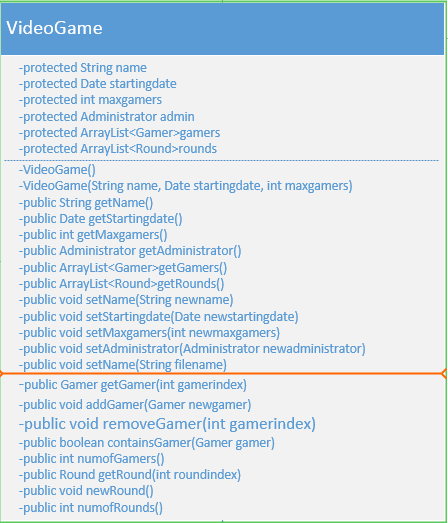 VideoGame
-protected String name
-protected Date startingdate
-protected int maxgamers
-protected Administrator admin
-protected ArrayList<Gamer>gamers
-protected ArrayList<Round>rounds
-VideoGame()
-VideoGame(String name, Date startingdate, int maxgamers)
-public String getName()
-public Date getStartingdate()
-public int getMaxgamers()
-public Administrator getAdministrator()
-public ArrayList<Gamer>getGamers()
-public ArrayList<Round>getRounds()
-public void setName(String newname)
-public void setStartingdate(Date newstartingdate)
-public void setMaxgamers(int newmaxgamers)
-public void setAdministrator(Administrator newadministrator)
-public void setName(String filename)
-public Gamer getGamer(int gamerindex)
-public void addGamer(Gamer newgamer)
-public void removeGamer(int gamerindex)
-public boolean containsGamer(Gamer gamer)
-public int numofGamers()
-public Round getRound(int roundindex)
-public void newRound()
-public int numofRounds()